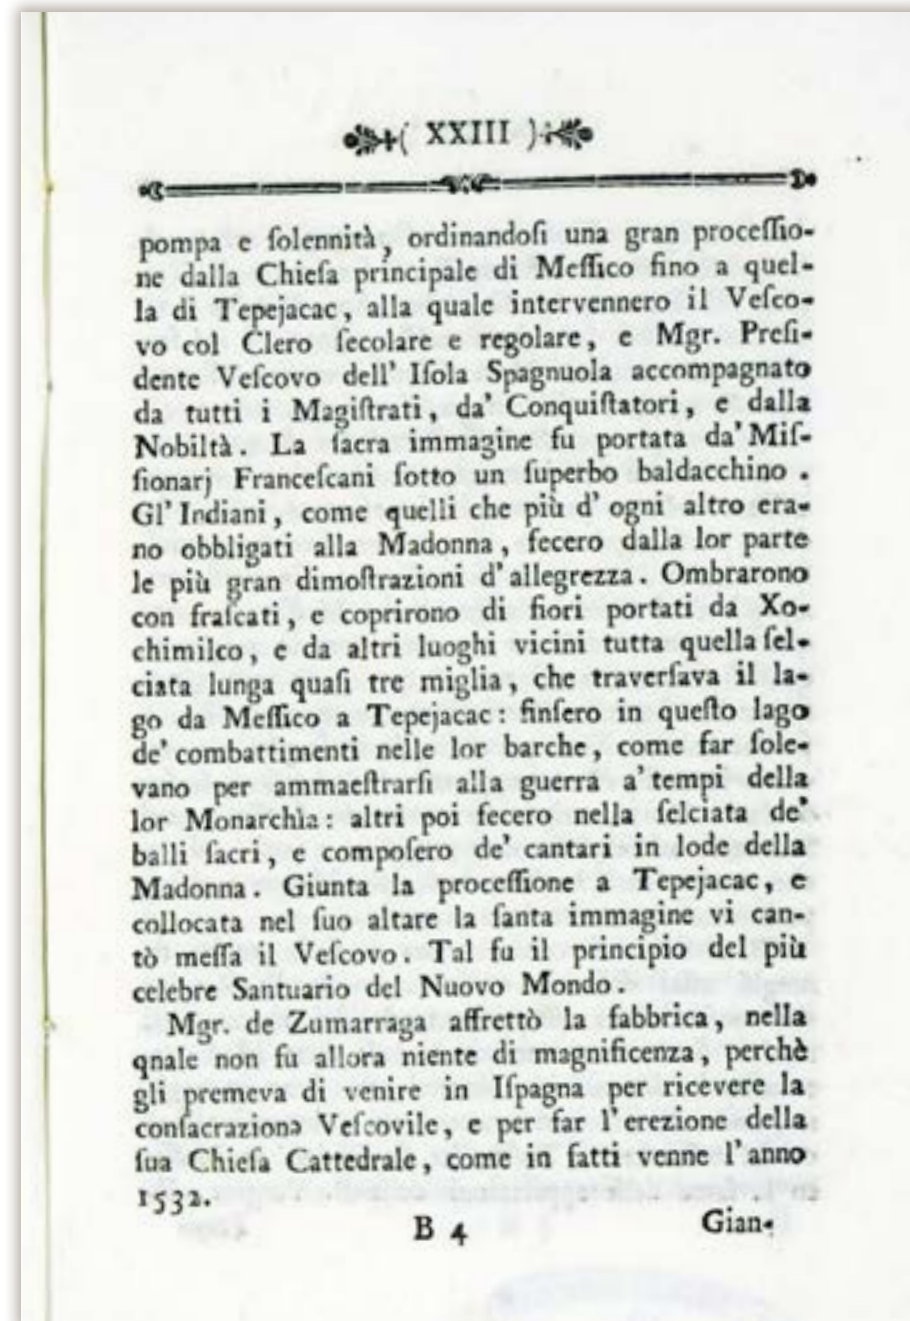 ( XXIII )
pompa e ſolennità, ordinandoſi una gran proceſſio-
ne dalla Chieſa principale di Meſſico fino a quel-
la di Tepejacac, alla quale intervennero il Veſco-
vo col Clero ſecolare e regolare, e Mgr. Preſi-
dente Veſcovo dell' Iſola Spagnuola accompagnato
da tutti i Magiſtrati, da' Conquiſtatori, e dalla
Nobiltà. La ſacra immagine fu portata da' Miſ-
ſionarj Franceſcani ſotto un ſuperbo baldacchino.
Gl' Indiani, come quelli che più d' ogni altro era-
no obbligati alla Madonna, fecero dalla lor parte
le più gran dimoſtrazioni d' allegrezza. Ombrarono
con fraſcati, e coprirono di fiori portati da Xo-
chimilco, e da altri luoghi vicini tutta quella ſel-
ciata lunga quaſi tre miglia, che traverſava il la-
go da Meſſico a Tepejacac: finſero in queſto lago
de' combattimenti nelle lor barche, come far ſole-
vano per ammaeſtrarſi alla guerra a' tempi della
lor Monarchìa: altri poi fecero nella ſelciata de'
balli ſacri, e compoſero de' cantari in lode della
Madonna. Giunta la proceſſione a Tepejacac, e
collocata nel ſuo altare la ſanta immagine vi can-
tò meſſa il Veſcovo. Tal fu il principio del più
celebre Santuario del Nuovo Mondo.
Mgr. de Zumarraga affrettò la fabbrica, nella
qnale non fu allora niente di magnificenza, perchè
gli premeva di venire in Iſpagna per ricevere la
conſacraziona Veſcovile, e per far l' erezione della
ſua Chieſa Cattedrale, come in fatti venne l' anno
1532.
B 4 Gian-